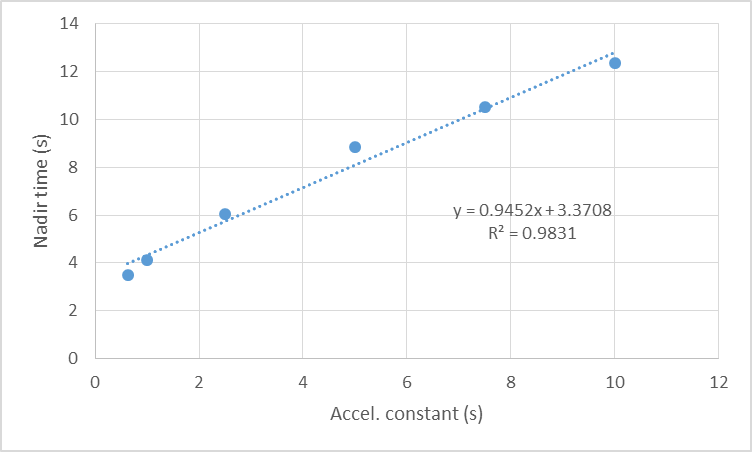 14
12
10
8
6
4
2
0
Nadir time (s)
y = 0.9452x + 3.3708
R² = 0.9831
0 2 4 6 8 10 12
Accel. constant (s)